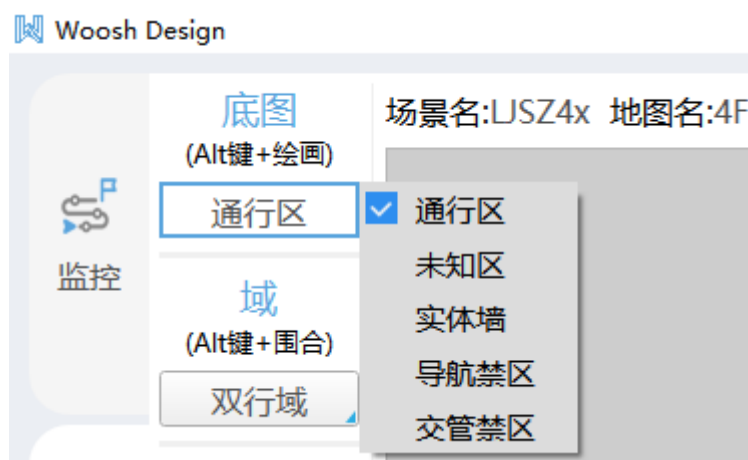 Woosh Design
底图
(Alt键+绘画)
通行区
监控
域
(Alt键+围合)
双行域
场景名:LJSZ4x 地图名:4F
通行区
未知区
实体墙
导航禁区
交管禁区